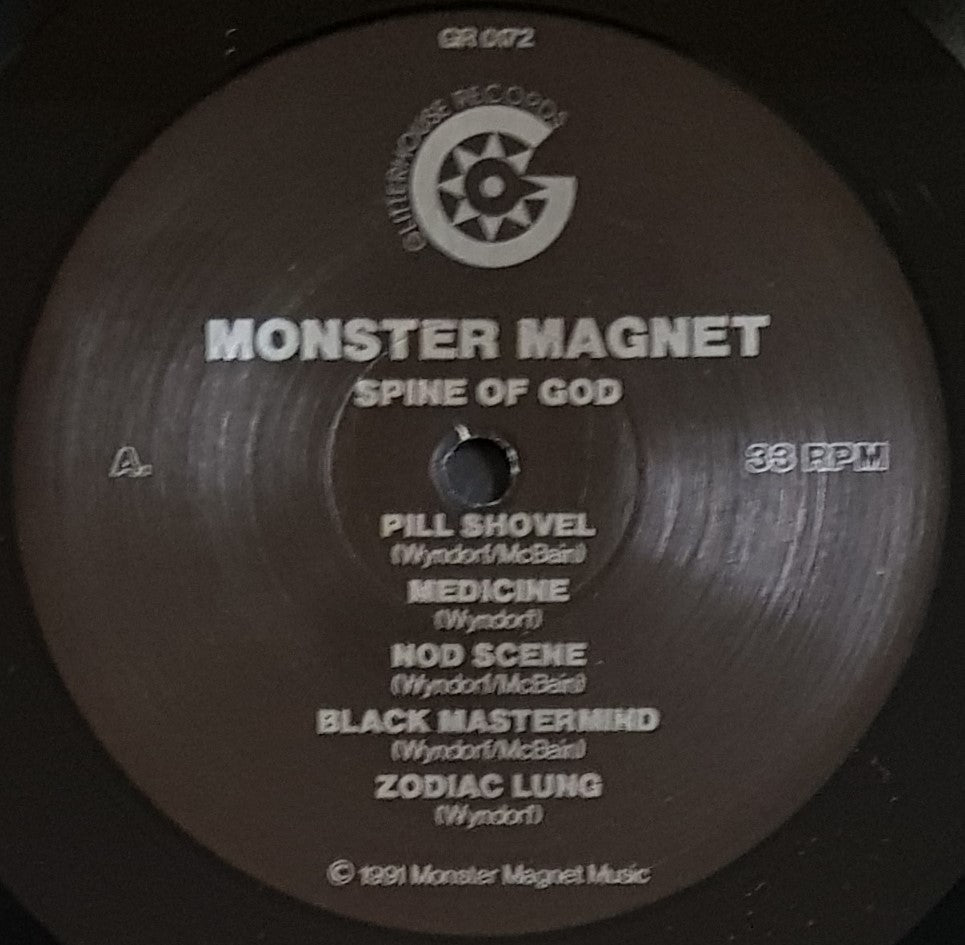 GR 0172
GLITTERHOUSE RECORDS
MONSTER MAGNET
SPINE OF GOD
A. 33 RPM
PILL SHOVEL
(Wyndorf/McBain)
MEDICINE
(Wyndorf)
NOD SCENE
(Wyndorf/McBain)
BLACK MASTERMIND
(Wyndorf/McBain)
ZODIAC LUNG
(Wyndorf)
© 1991 Monster Magnet Music